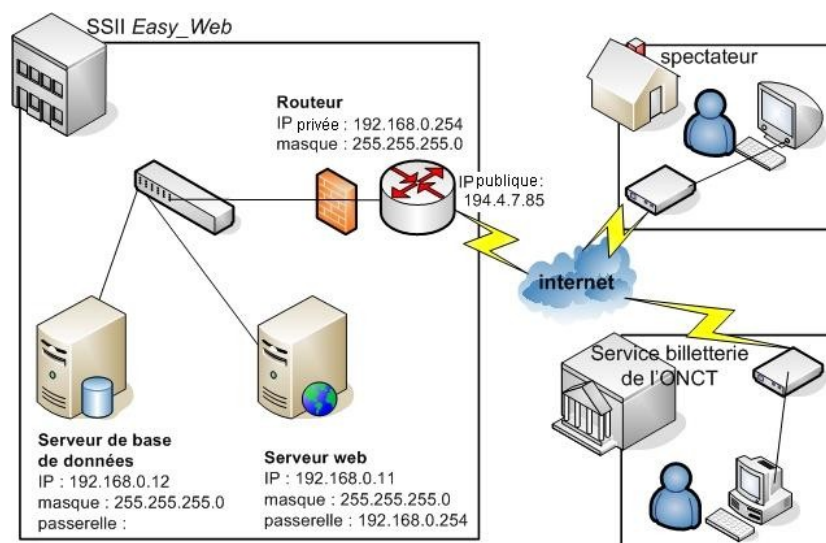 SSII Easy_Web
Routeur
IP privée : 192.168.0.254
masque : 255.255.255.0
IP publique :
194.4.7.85
spectateur
internet
Service billetterie
de l'ONCT
Serveur de base
de données
IP : 192.168.0.12
masque : 255.255.255.0
passerelle :
Serveur web
IP : 192.168.0.11
masque : 255.255.255.0
passerelle : 192.168.0.254